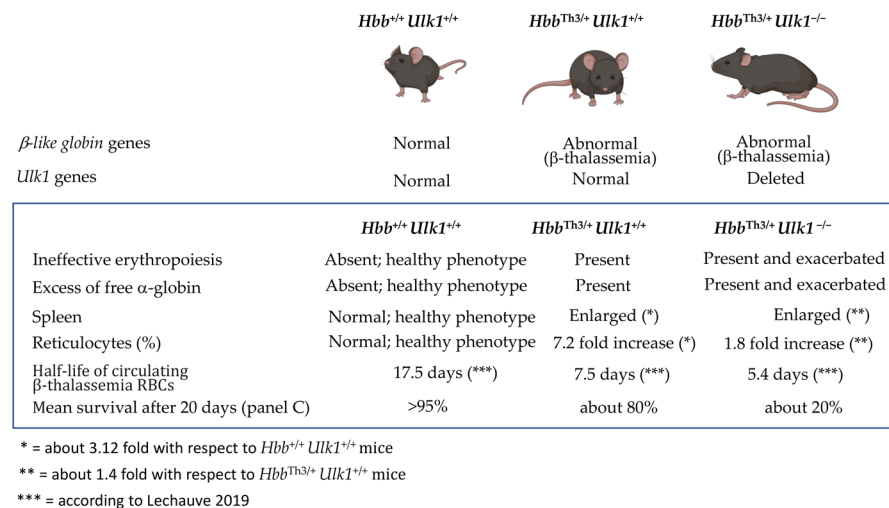 Hbb+/+ Ulk1+/+ HbbTh3/+ Ulk1+/+ HbbTh3/+ Ulk1−/−
β-like globin genes Normal Abnormal (β-thalassemia) Abnormal (β-thalassemia)
Ulk1 genes Normal Normal Deleted
Hbb+/+ Ulk1+/+ HbbTh3/+ Ulk1+/+ HbbTh3/+ Ulk1 −/−
Ineffective erythropoiesis Absent; healthy phenotype Present Present and exacerbated
Excess of free α-globin Absent; healthy phenotype Present Present and exacerbated
Spleen Normal; healthy phenotype Enlarged (*) Enlarged (**)
Reticulocytes (%) Normal; healthy phenotype 7.2 fold increase (*) 1.8 fold increase (**)
Half-life of circulating β-thalassemia RBCs 17.5 days (***) 7.5 days (***) 5.4 days (***)
Mean survival after 20 days (panel C) >95% about 80% about 20%
* = about 3.12 fold with respect to Hbb+/+ Ulk1+/+ mice
** = about 1.4 fold with respect to HbbTh3/+ Ulk1+/+ mice
*** = according to Lechauve 2019